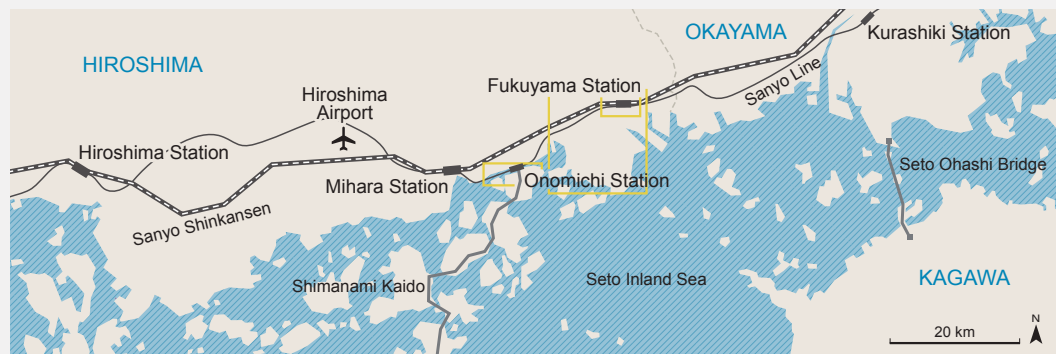 OKAYAMA
Kurashiki Station
HIROSHIMA
Sanyo Line
Fukuyama Station
Hiroshima
Airport
Hiroshima Station
Mihara Station
Onomichi Station
Seto Ohashi Bridge
Sanyo Shinkansen
Shimanami Kaido
Seto Inland Sea
KAGAWA
N
20 km